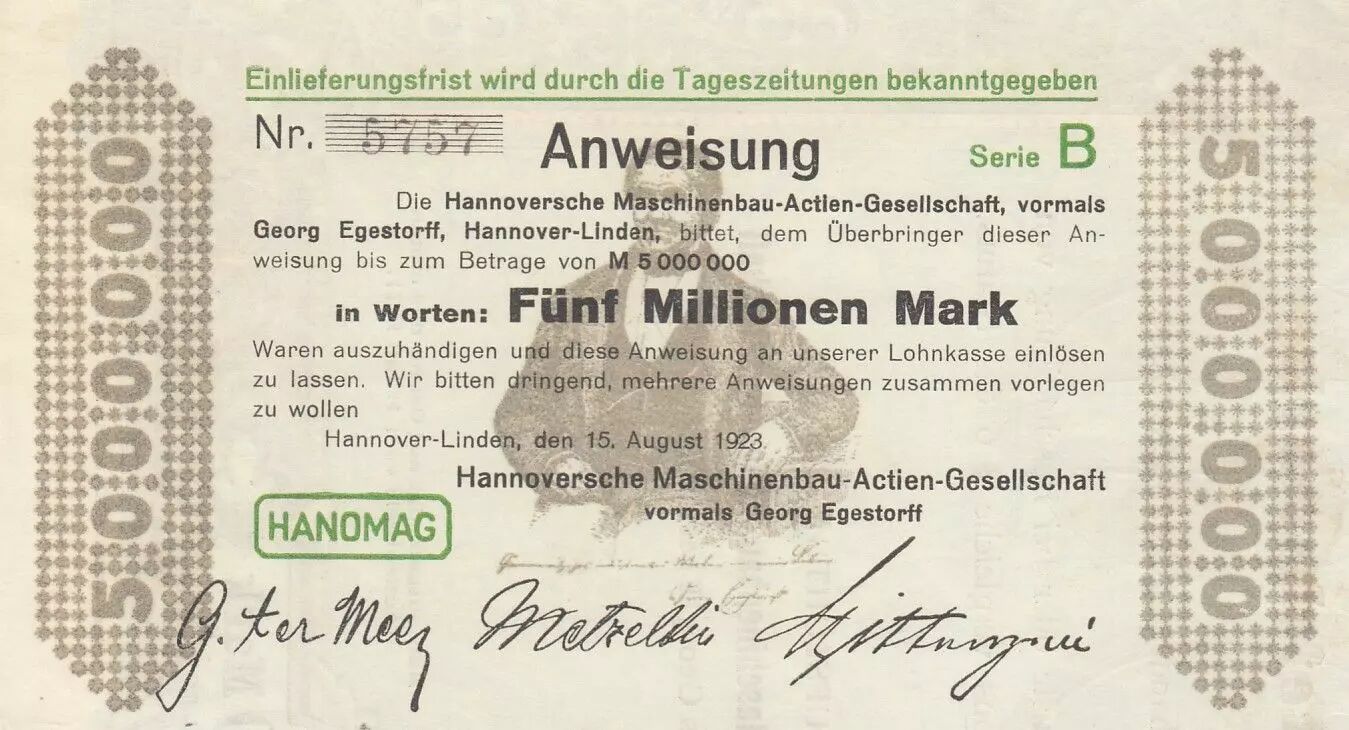 Einlieferungsfrist wird durch die Tageszeitungen bekanntgegeben
Nr. 5757 Anweisung Serie B
Die Hannoversche Maschinenbau-Actien-Gesellschaft, vormals
Georg Egestorff, Hannover-Linden, bittet, dem Überbringer dieser An-
weisung bis zum Betrage von M 5 000 000
in Worten: Fünf Millionen Mark
Waren auszuhändigen und diese Anweisung an unserer Lohnkasse einlösen
zu lassen. Wir bitten dringend, mehrere Anweisungen zusammen vorlegen
zu wollen
Hannover-Linden, den 15. August 1923
Hannoversche Maschinenbau-Actien-Gesellschaft
vormals Georg Egestorff
HANOMAG
G. ter Meer
5000000
5000000